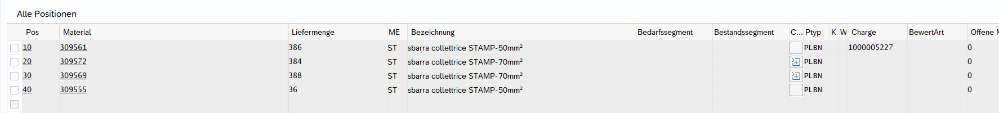 Alle Positionen
Pos Material Liefermenge ME Bezeichnung Bedarfssegment Bestandssegment C... Ptyp K. W Charge BewertArt Offene M
10 309561 386 ST sbarra collettrice STAMP-50mm² PLBN 1000005227 0
20 309572 384 ST sbarra collettrice STAMP-70mm² PLBN 0
30 309569 388 ST sbarra collettrice STAMP-70mm² PLBN 0
40 309555 36 ST sbarra collettrice STAMP-50mm² PLBN 0